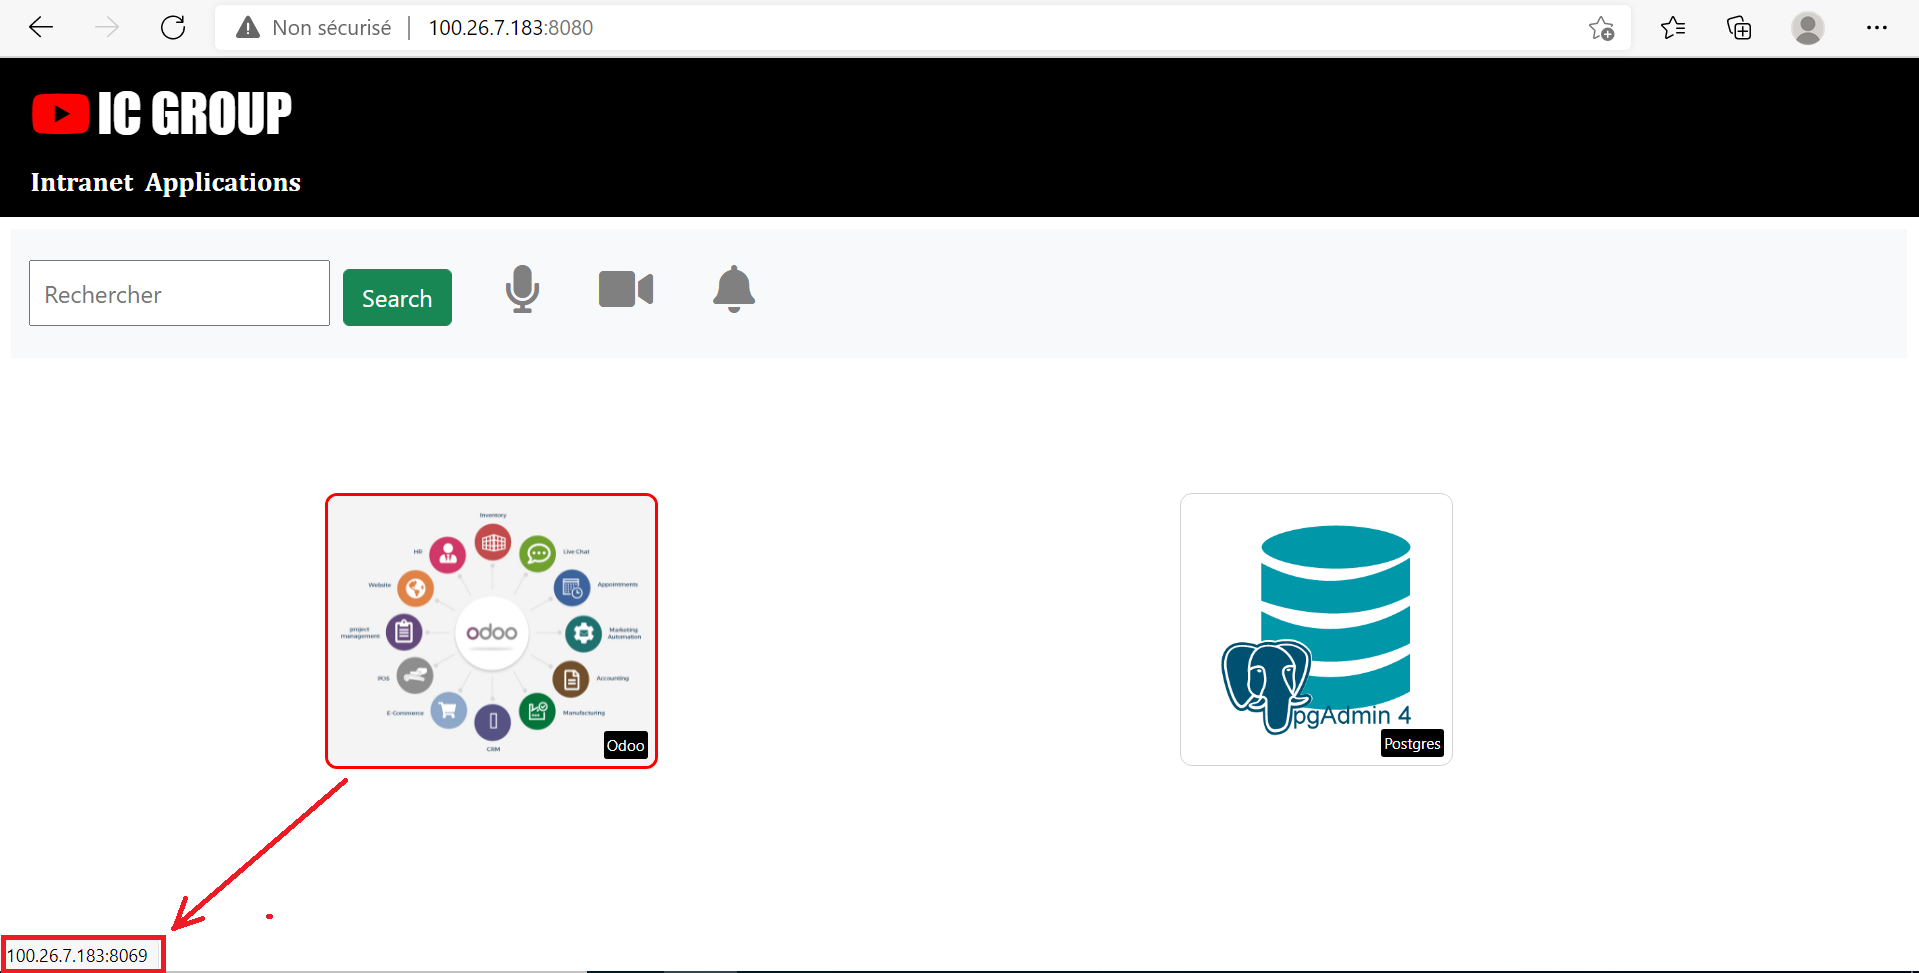 Non sécurisé | 100.26.7.183:8080
IC GROUP
Intranet Applications
Rechercher
Search
Inventory
HR
Live Chat
Website
Appointments
project
management
odoo
Marketing
Automation
POS
Accounting
E-Commerce
Manufacturing
CRM
Odoo
pgAdmin 4
Postgres
100.26.7.183:8069